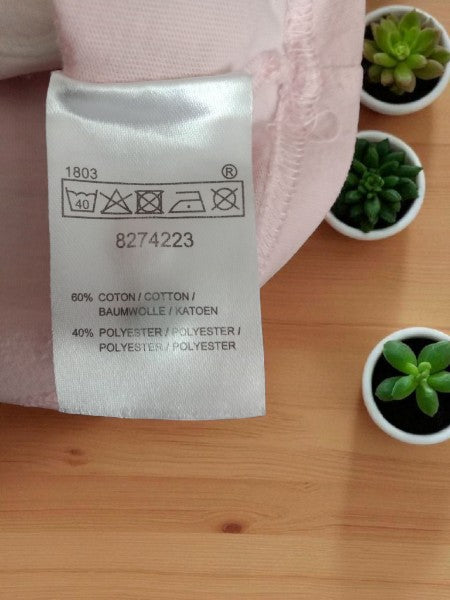 1803 ®
40
8274223
60% COTON / COTTON /
BAUMWOLLE / KATOEN
40% POLYESTER / POLYESTER /
POLYESTER / POLYESTER